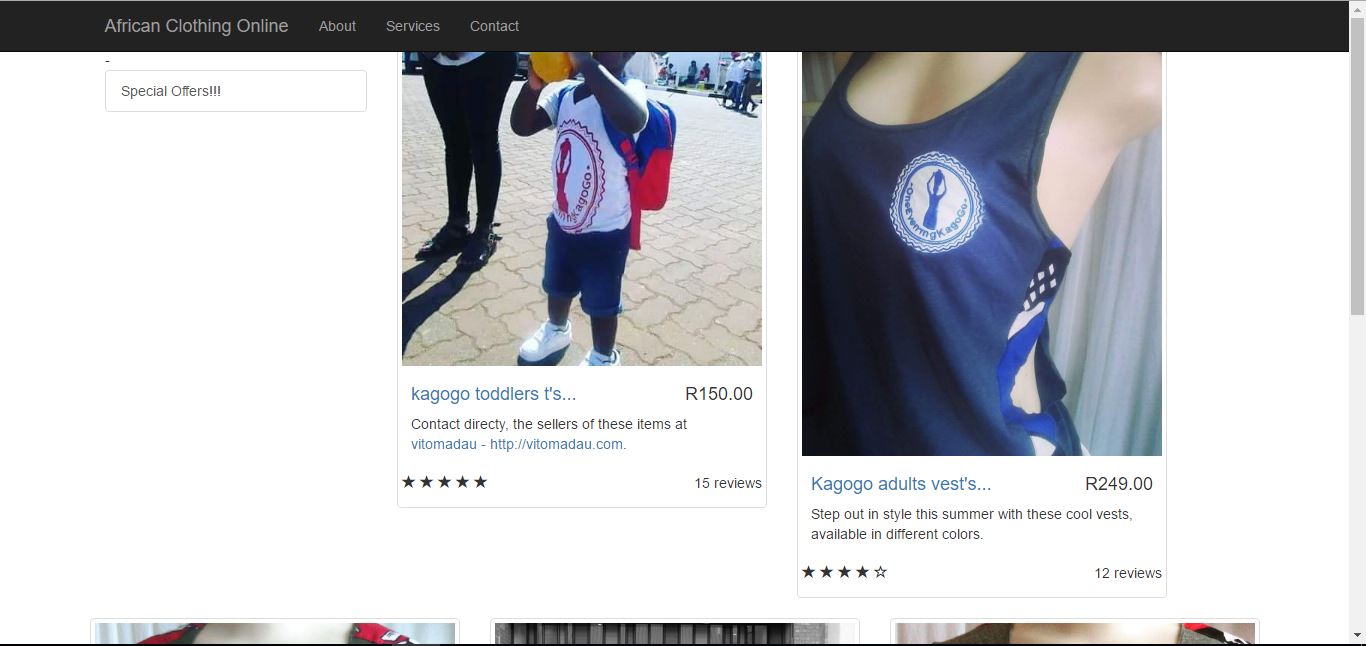 African Clothing Online About Services Contact
-
Special Offers!!!
KagoGo
kagogo toddlers t's... R150.00
Contact directy, the sellers of these items at
vitomadau - http://vitomadau.com.
★ ★ ★ ★ ★ 15 reviews
KagoGo
Kagogo adults vest's... R249.00
Step out in style this summer with these cool vests,
available in different colors.
★ ★ ★ ★ ☆ 12 reviews